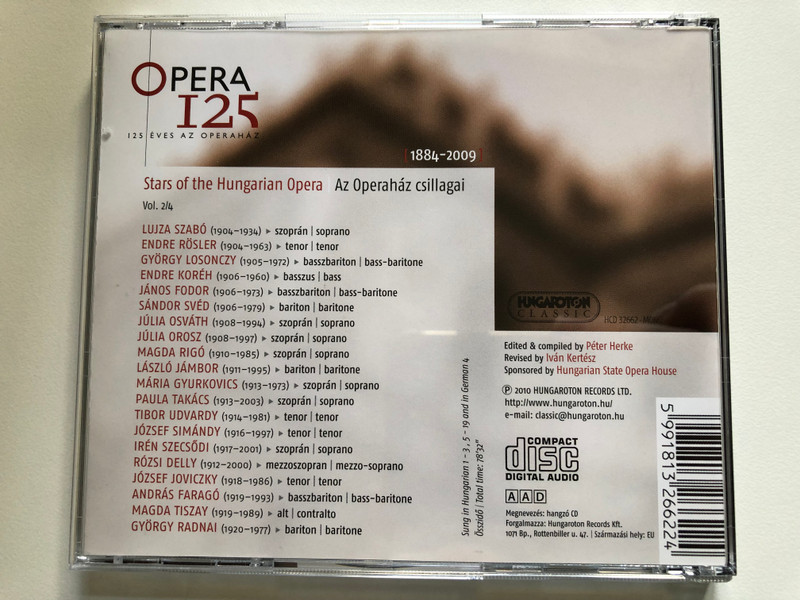 OPERA
125
125 ÉVES AZ OPERAHÁZ
[1884–2009]
Stars of the Hungarian Opera Az Operaház csillagai
Vol. 2/4
LUJZA SZABÓ (1904–1934) ▸ szoprán | soprano
ENDRE RÖSLER (1904–1963) ▸ tenor | tenor
GYÖRGY LOSONCZY (1905–1972) ▸ basszbariton | bass-baritone
ENDRE KORÉH (1906–1960) ▸ basszus | bass
JÁNOS FODOR (1906–1973) ▸ basszbariton | bass-baritone
SÁNDOR SVÉD (1906–1979) ▸ bariton | baritone
JÚLIA OSVÁTH (1908–1994) ▸ szoprán | soprano
JÚLIA OROSZ (1908–1997) ▸ szoprán | soprano
MAGDA RIGÓ (1910–1985) ▸ szoprán | soprano
LÁSZLÓ JÁMBOR (1911–1995) ▸ bariton | baritone
MÁRIA GYURKOVICS (1913–1973) ▸ szoprán | soprano
PAULA TAKÁCS (1913–2003) ▸ szoprán | soprano
TIBOR UDVARDY (1914–1981) ▸ tenor | tenor
JÓZSEF SIMÁNDY (1916–1997) ▸ tenor | tenor
IRÉN SZECSŐDI (1917–2001) ▸ szoprán | soprano
RÓZSI DELLY (1912–2000) ▸ mezzoszopran | mezzo-soprano
JÓZSEF JOVICZKY (1918–1986) ▸ tenor | tenor
ANDRÁS FARAGÓ (1919–1993) ▸ basszbariton | bass-baritone
MAGDA TISZAY (1919–1989) ▸ alt | contralto
GYÖRGY RADNAI (1920–1977) ▸ bariton | baritone
Sung in Hungarian 1 – 3, 5 – 19 and in German 4
Összidő | Total time: 78'32"
HUNGAROTON
CLASSIC
HCD 32662
Edited & compiled by Péter Herke
Revised by Iván Kertész
Sponsored by Hungarian State Opera House
℗ 2010 HUNGAROTON RECORDS LTD.
http://www.hungaroton.hu/
e-mail: classic@hungaroton.hu
COMPACT
disc
DIGITAL AUDIO
AAD
Megnevezés: hangzó CD
Forgalmazza: Hungaroton Records Kft.
1071 Bp., Rottenbiller u. 47. | Származási hely: EU
5 991813 266224